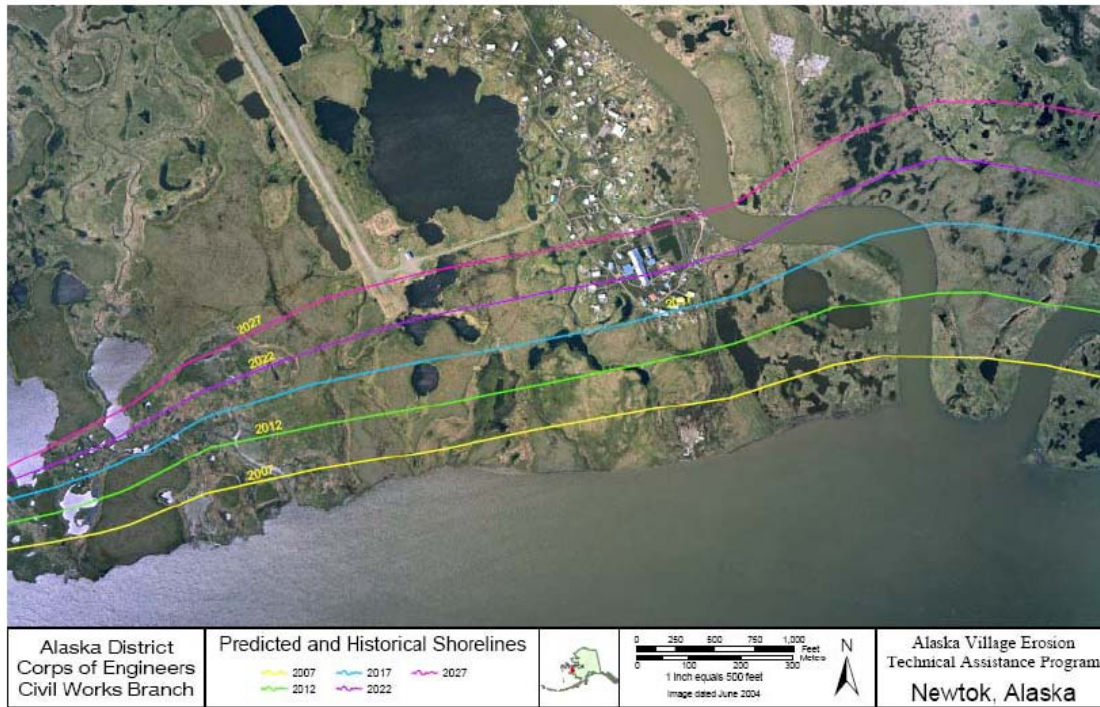 2027
2022
2012
2007
Alaska District
Corps of Engineers
Civil Works Branch
Predicted and Historical Shorelines
2007
2017
2027
2012
2022
0 250 500 750 1,000
Feet
Meters
0 100 200 300
1 Inch equals 500 feet
Image dated June 2004
N
Alaska Village Erosion
Technical Assistance Program
Newtok, Alaska